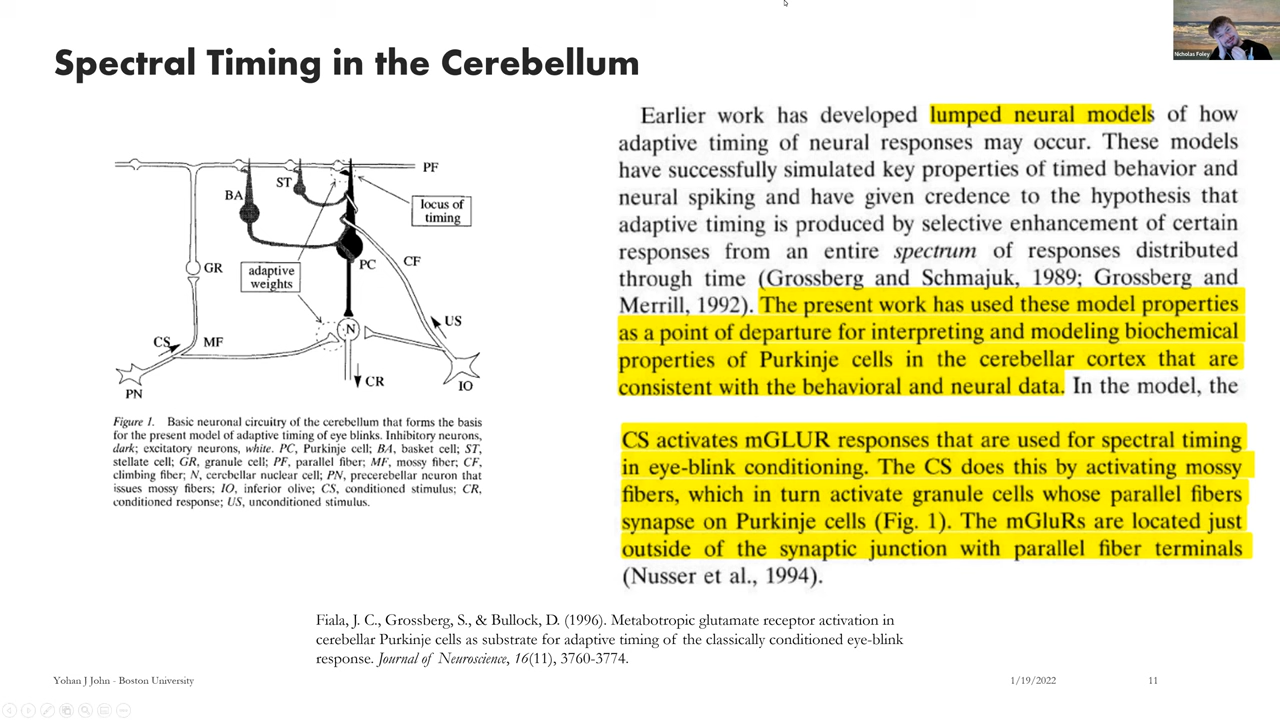 Spectral Timing in the Cerebellum
Nicholas Foley
PF
ST
BA
locus of
timing
GR
adaptive
weights
PC
CF
N
US
CS
MF
CR
PN
IO
Figure 1. Basic neuronal circuitry of the cerebellum that forms the basis
for the present model of adaptive timing of eye blinks. Inhibitory neurons,
dark; excitatory neurons, white. PC, Purkinje cell; BA, basket cell; ST,
stellate cell; GR, granule cell; PF, parallel fiber; MF, mossy fiber; CF,
climbing fiber; N, cerebellar nuclear cell; PN, precerebellar neuron that
issues mossy fibers; IO, inferior olive; CS, conditioned stimulus; CR,
conditioned response; US, unconditioned stimulus.
Earlier work has developed lumped neural models of how
adaptive timing of neural responses may occur. These models
have successfully simulated key properties of timed behavior and
neural spiking and have given credence to the hypothesis that
adaptive timing is produced by selective enhancement of certain
responses from an entire spectrum of responses distributed
through time (Grossberg and Schmajuk, 1989; Grossberg and
Merrill, 1992). The present work has used these model properties
as a point of departure for interpreting and modeling biochemical
properties of Purkinje cells in the cerebellar cortex that are
consistent with the behavioral and neural data. In the model, the
CS activates mGLUR responses that are used for spectral timing
in eye-blink conditioning. The CS does this by activating mossy
fibers, which in turn activate granule cells whose parallel fibers
synapse on Purkinje cells (Fig. 1). The mGluRs are located just
outside of the synaptic junction with parallel fiber terminals
(Nusser et al., 1994).
Fiala, J. C., Grossberg, S., & Bullock, D. (1996). Metabotropic glutamate receptor activation in
cerebellar Purkinje cells as substrate for adaptive timing of the classically conditioned eye-blink
response. Journal of Neuroscience, 16(11), 3760-3774.
Yohan J John - Boston University
1/19/2022
11